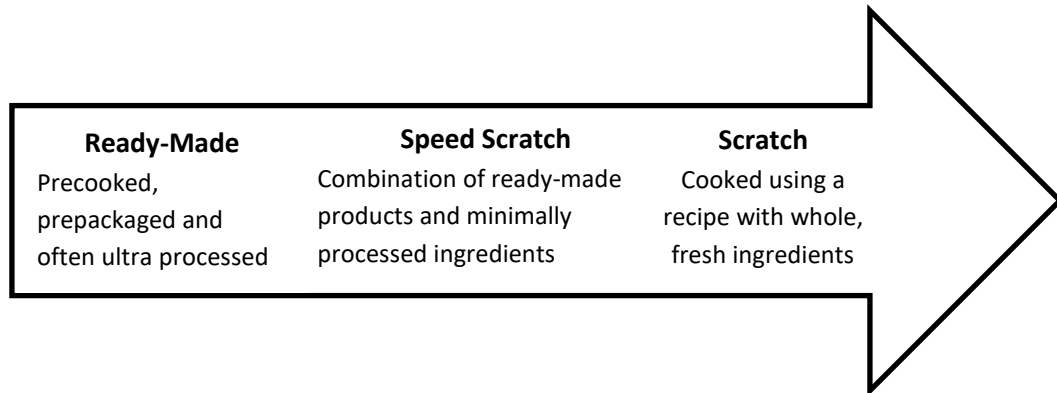 Ready-Made
Precooked,
prepackaged and
often ultra processed
Speed Scratch
Combination of ready-made
products and minimally
processed ingredients
Scratch
Cooked using a
recipe with whole,
fresh ingredients